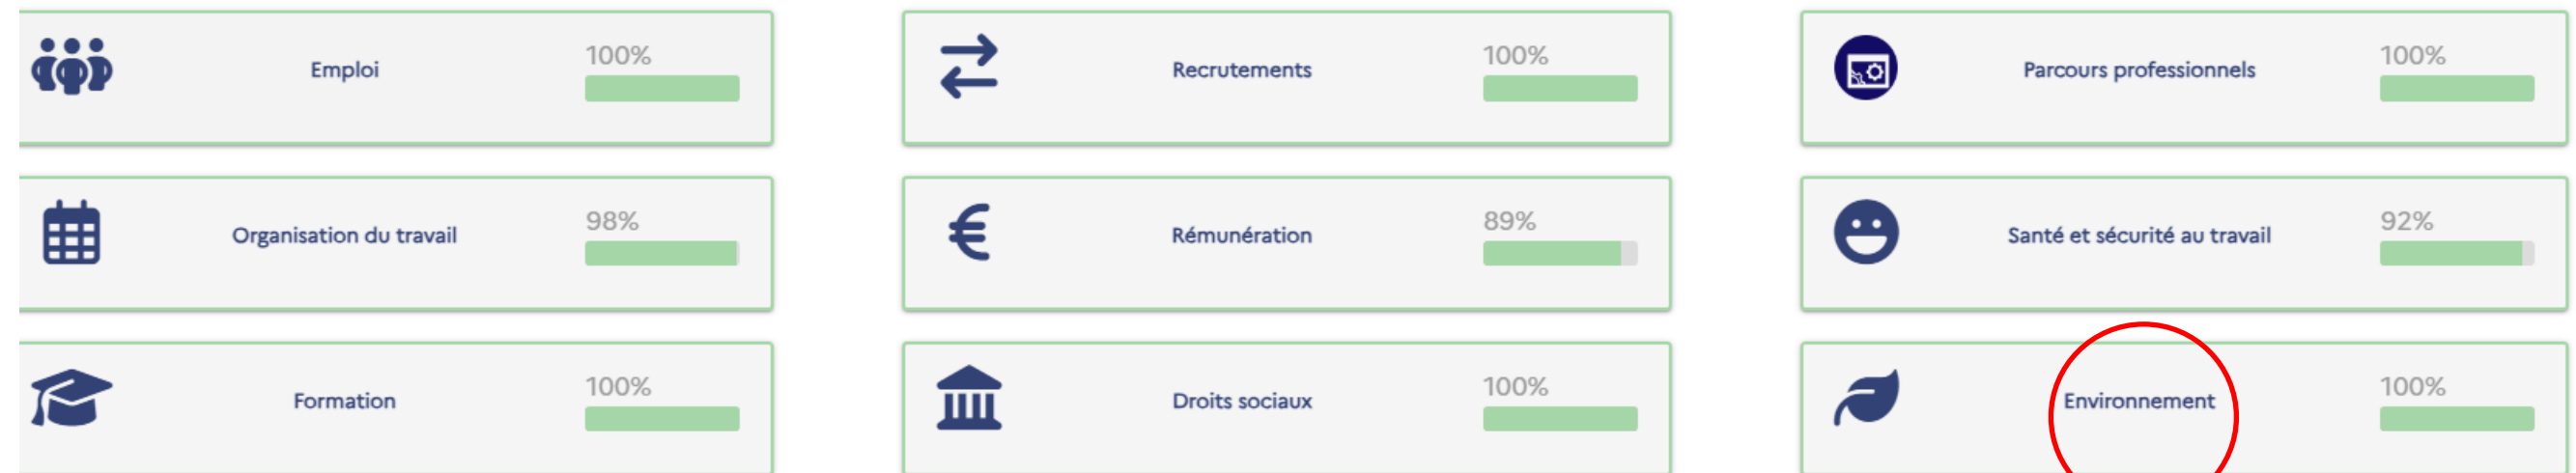 Emploi
100%
Recrutements
100%
Parcours professionnels
100%
Organisation du travail
98%
Rémunération
89%
Santé et sécurité au travail
92%
Formation
100%
Droits sociaux
100%
Environnement
100%